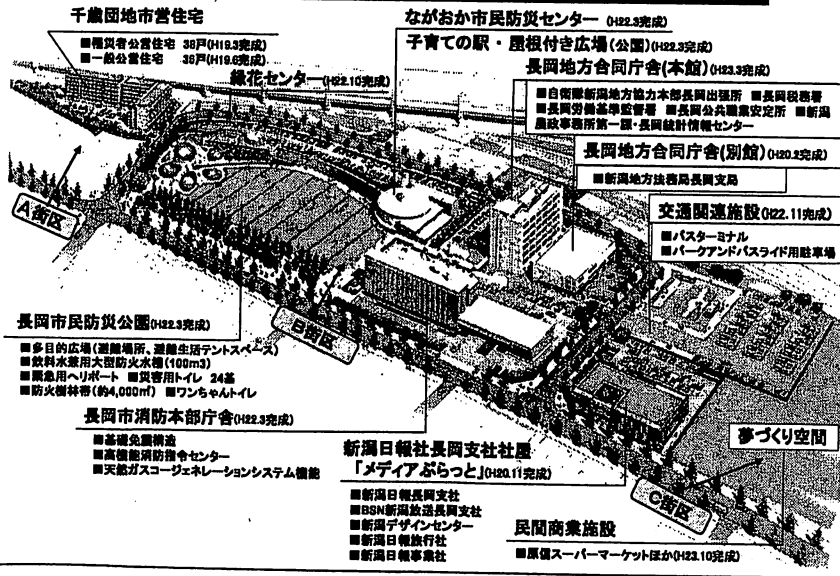 千歳団地市営住宅
■罹災者公営住宅 38戸(H19.3完成)
■一般公営住宅 36戸(H19.6完成)
緑花センター(H22.10完成)
ながおか市民防災センター (H22.3完成)
子育ての駅・屋根付き広場(公園)(H22.3完成)
長岡地方合同庁舎(本館)(H23.3完成)
■自衛隊新潟地方協力本部長岡出張所 ■長岡税務署
■長岡労働基準監督署 ■長岡公共職業安定所 ■新潟
農政事務所第一課・長岡統計情報センター
長岡地方合同庁舎(別館)(H20.2完成)
■新潟地方法務局長岡支局
交通関連施設(H22.11完成)
■バスターミナル
■パークアンドバスライド用駐車場
A街区
B街区
C街区
長岡市民防災公園(H22.3完成)
■多目的広場(避難場所、避難生活テントスペース)
■飲料水兼用大型防火水槽(100m3)
■緊急用ヘリポート ■災害用トイレ 24基
■防火樹林帯(約4,000㎡) ■ワンちゃんトイレ
長岡市消防本部庁舎(H22.3完成)
■基礎免震構造
■高機能消防指令センター
■天然ガスコージェネレーションシステム機能
新潟日報社長岡支社社屋
「メディアぷらっと」(H20.11完成)
■新潟日報長岡支社
■BSN新潟放送長岡支社
■新潟デザインセンター
■新潟日報旅行社
■新潟日報事業社
夢づくり空間
民間商業施設
■原信スーパーマーケットほか(H23.10完成)